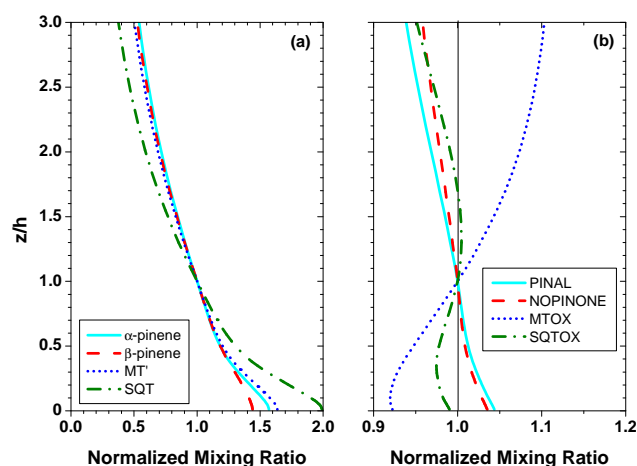 3.0
2.5
2.0
1.5
1.0
0.5
0
z/h
(a)
α-pinene
β-pinene
MT'
SQT
0.0 0.5 1.0 1.5 2.0
Normalized Mixing Ratio
(b)
PINAL
NOPINONE
MTOX
SQTOX
0.9 1.0 1.1 1.2
Normalized Mixing Ratio